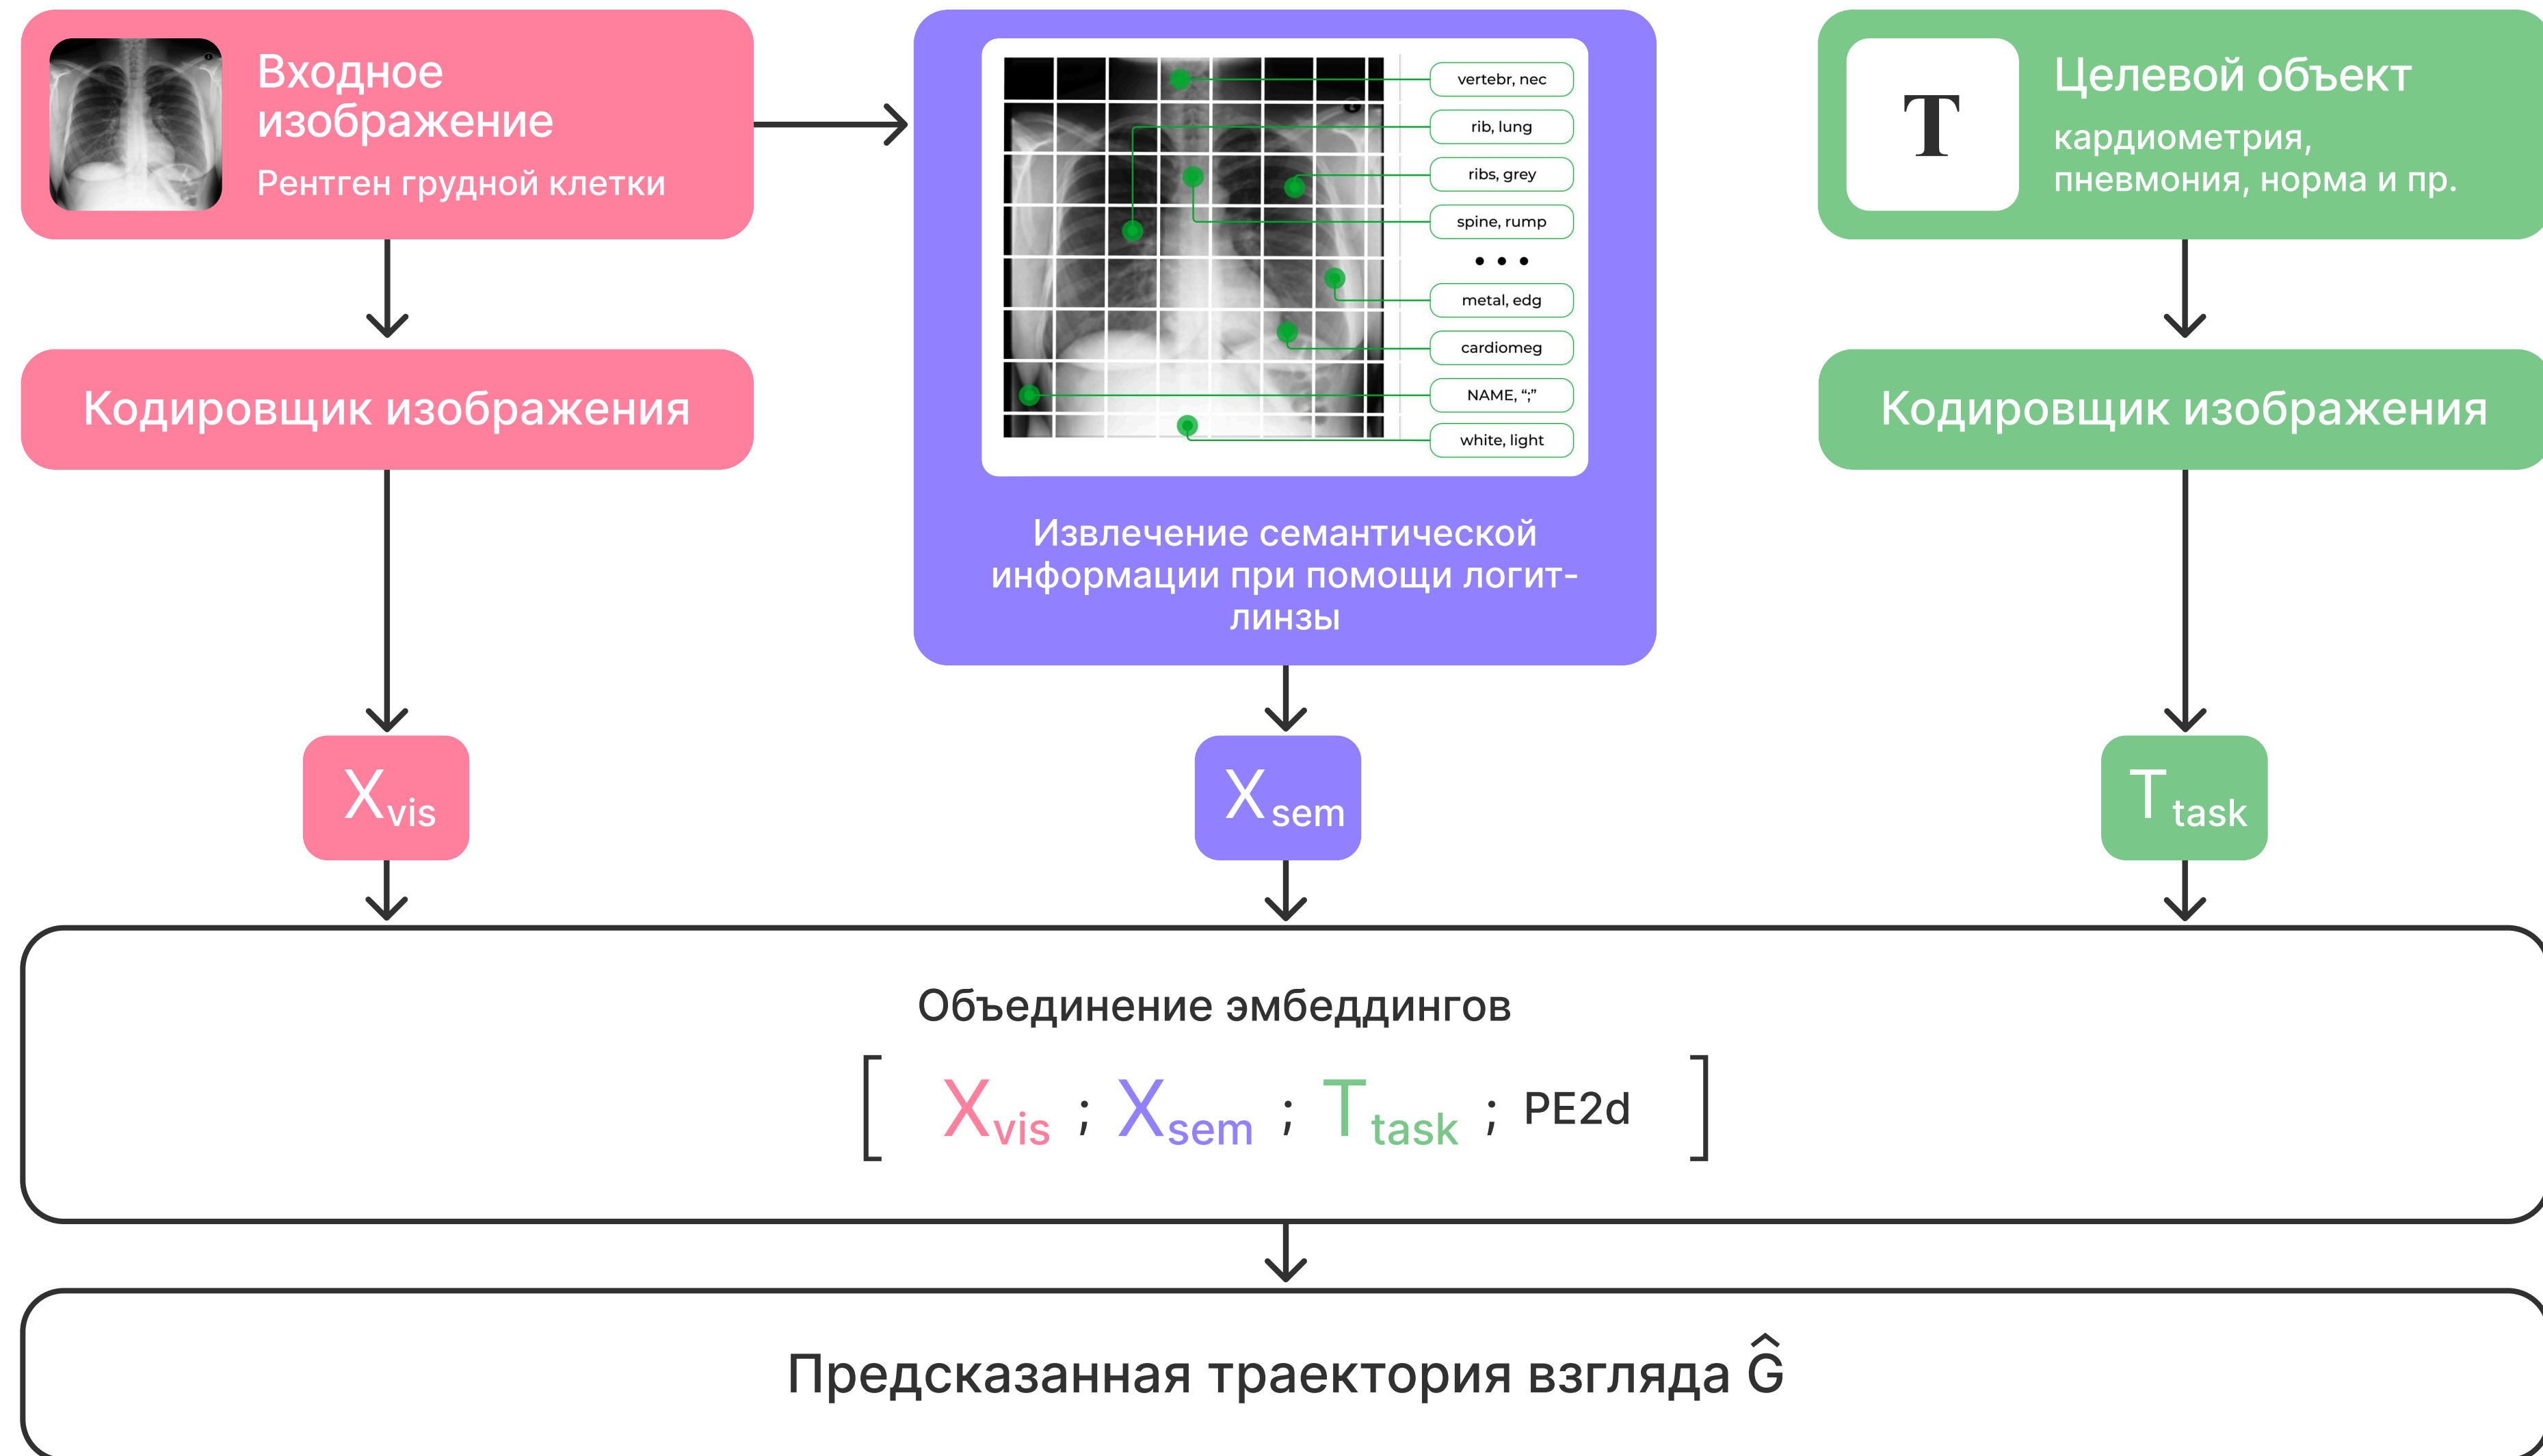 Входное
изображение
Рентген грудной клетки
vertebr, nec
rib, lung
ribs, grey
spine, rump
• • •
metal, edg
cardiomeg
NAME, “;”
white, light
Извлечение семантической
информации при помощи логит-
линзы
T
Целевой объект
кардиометрия,
пневмония, норма и пр.
Кодировщик изображения
Кодировщик изображения
Xvis
Xsem
Ttask
Объединение эмбеддингов
[ Xvis ; Xsem ; Ttask ; PE2d ]
Предсказанная траектория взгляда Ĝ